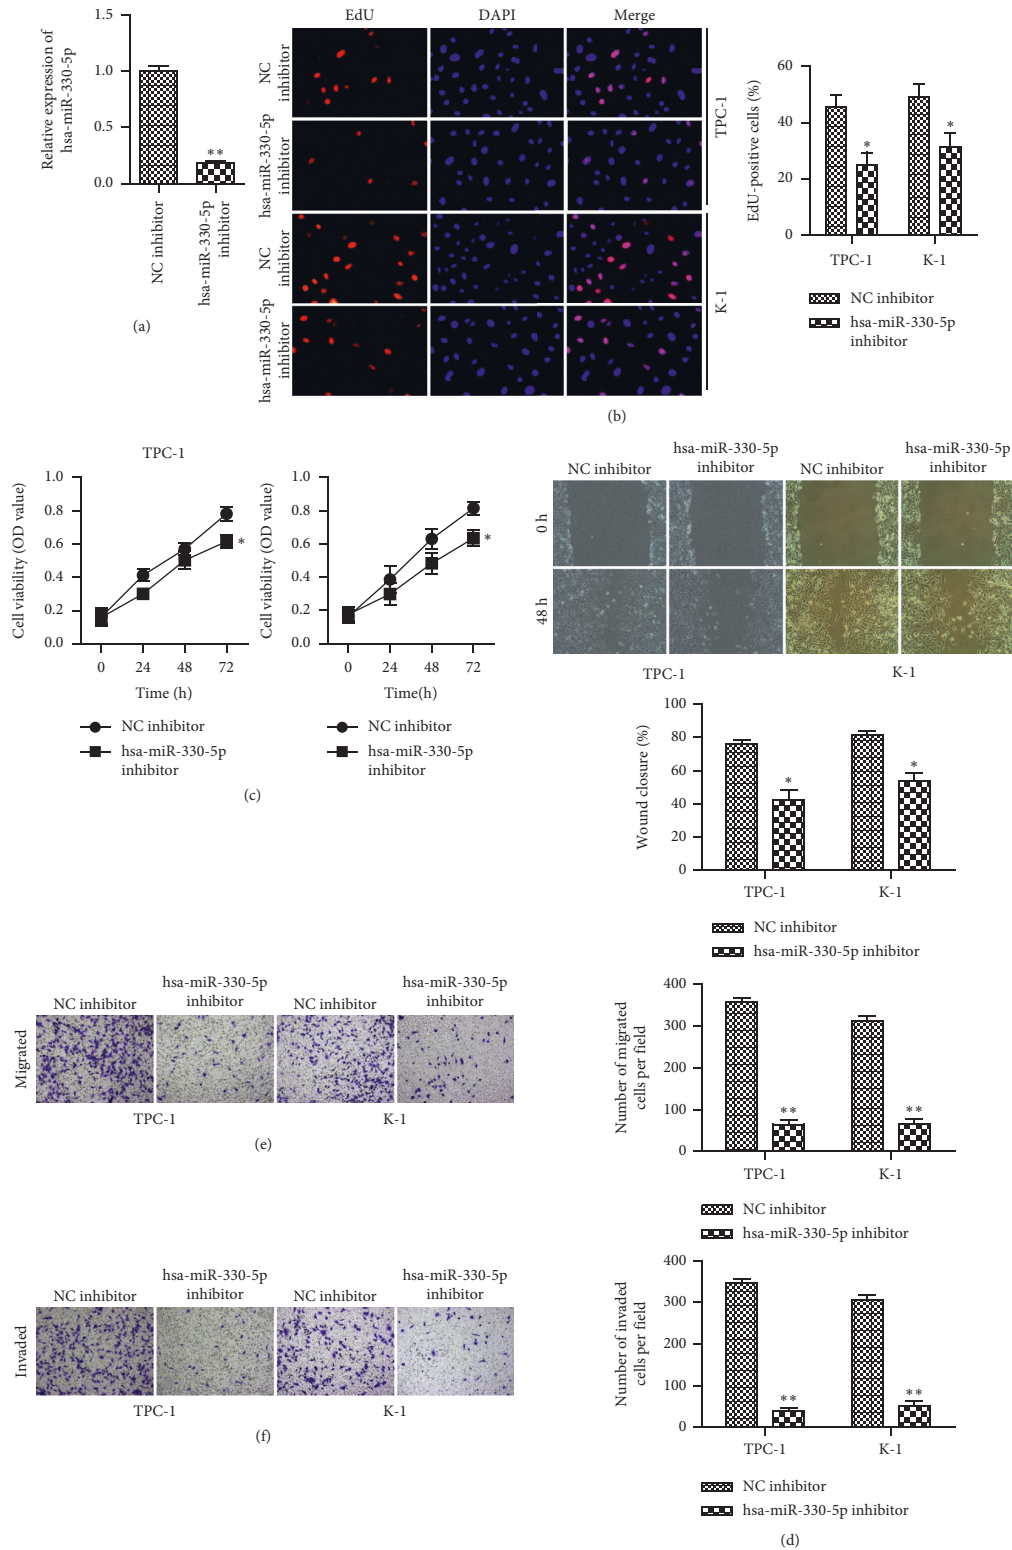 1.5
1.0
0.5
0.0
Relative expression of
hsa-miR-330-5p
**
NC inhibitor
hsa-miR-330-5p
inhibitor
(a)
EdU
DAPI
Merge
NC
inhibitor
hsa-miR-330-5p
inhibitor
NC
inhibitor
hsa-miR-330-5p
inhibitor
TPC-1
K-1
60
40
20
0
EdU-positive cells (%)
*
*
TPC-1
K-1
NC inhibitor
hsa-miR-330-5p
inhibitor
(b)
TPC-1
1.0
0.8
0.6
0.4
0.2
0.0
Cell viability (OD value)
*
0
24
48
72
Time (h)
NC inhibitor
hsa-miR-330-5p
inhibitor
1.0
0.8
0.6
0.4
0.2
0.0
Cell viability (OD value)
*
0
24
48
72
Time(h)
NC inhibitor
hsa-miR-330-5p
inhibitor
(c)
NC inhibitor
hsa-miR-330-5p
inhibitor
NC inhibitor
hsa-miR-330-5p
inhibitor
0 h
48 h
TPC-1
K-1
100
80
60
40
20
0
Wound closure (%)
*
*
TPC-1
K-1
NC inhibitor
hsa-miR-330-5p inhibitor
NC inhibitor
hsa-miR-330-5p
inhibitor
NC inhibitor
hsa-miR-330-5p
inhibitor
Migrated
TPC-1
K-1
(e)
400
300
200
100
0
Number of migrated
cells per field
**
**
TPC-1
K-1
NC inhibitor
hsa-miR-330-5p inhibitor
NC inhibitor
hsa-miR-330-5p
inhibitor
NC inhibitor
hsa-miR-330-5p
inhibitor
Invaded
TPC-1
K-1
(f)
400
300
200
100
0
Number of invaded
cells per field
**
**
TPC-1
K-1
NC inhibitor
hsa-miR-330-5p inhibitor
(d)